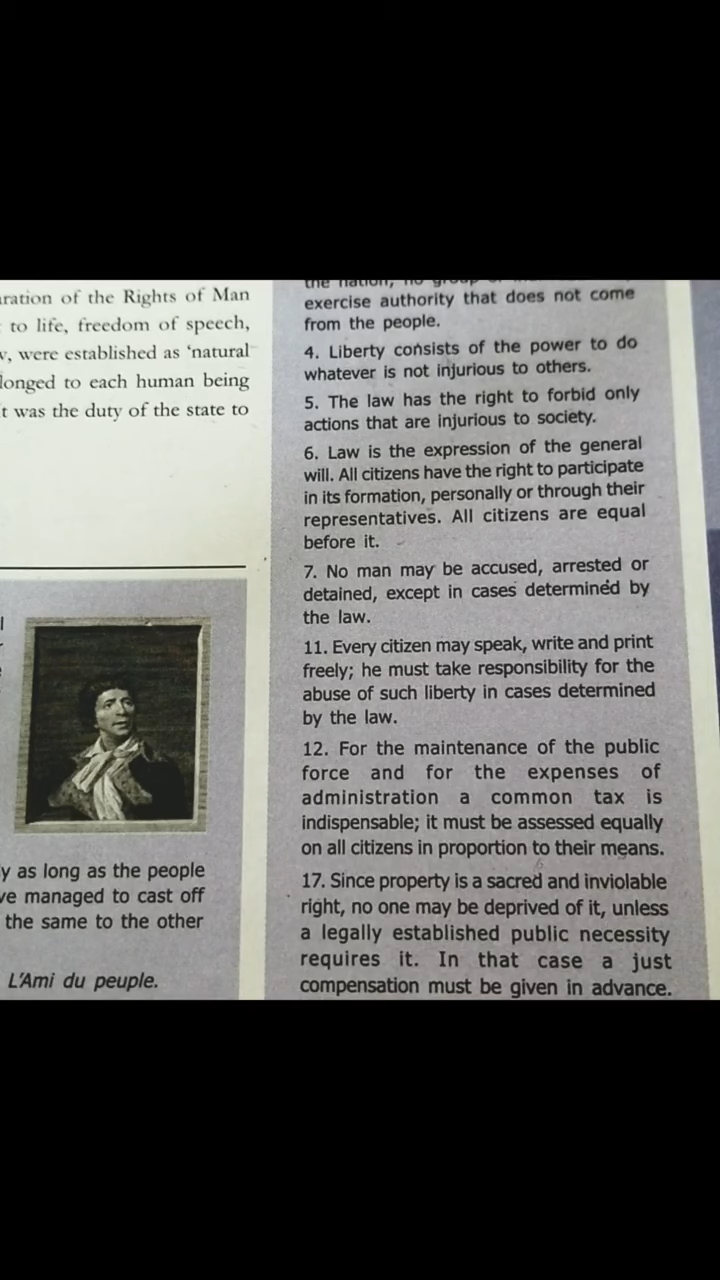 ration of the Rights of Man
to life, freedom of speech,
were established as ‘natural
longed to each human being
t was the duty of the state to
y as long as the people
ve managed to cast off
the same to the other
L’Ami du peuple.
the nation, no group
exercise authority that does not come
from the people.
4. Liberty consists of the power to do
whatever is not injurious to others.
5. The law has the right to forbid only
actions that are injurious to society.
6. Law is the expression of the general
will. All citizens have the right to participate
in its formation, personally or through their
representatives. All citizens are equal
before it.
7. No man may be accused, arrested or
detained, except in cases determined by
the law.
11. Every citizen may speak, write and print
freely; he must take responsibility for the
abuse of such liberty in cases determined
by the law.
12. For the maintenance of the public
force and for the expenses of
administration a common tax is
indispensable; it must be assessed equally
on all citizens in proportion to their means.
17. Since property is a sacred and inviolable
right, no one may be deprived of it, unless
a legally established public necessity
requires it. In that case a just
compensation must be given in advance.